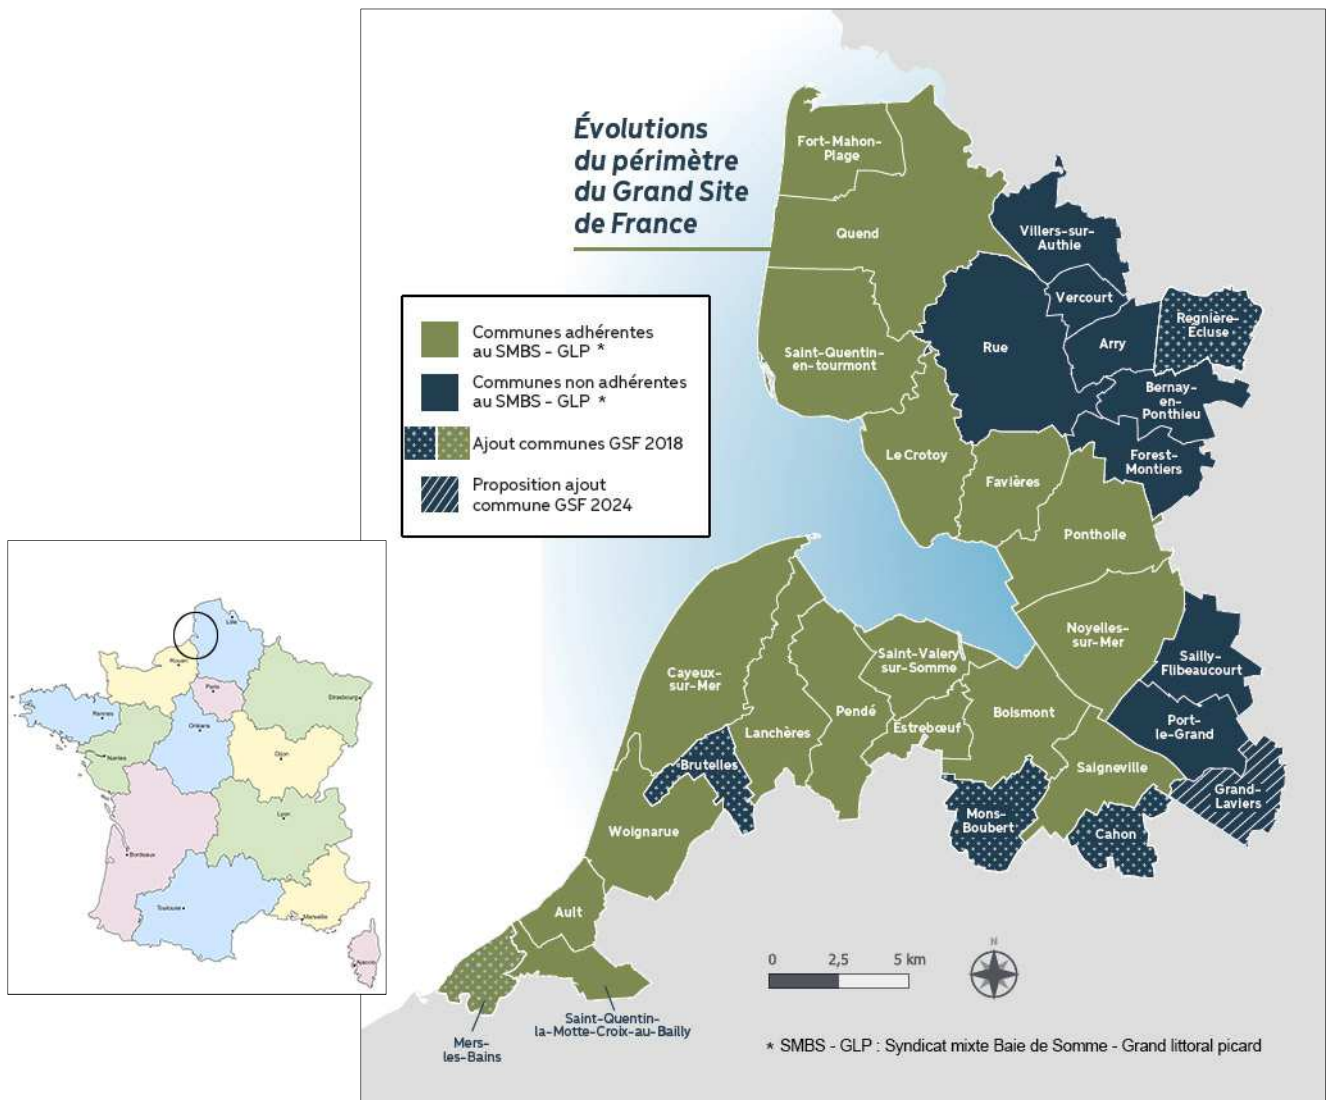 Évolutions
du périmètre
du Grand Site
de France
Communes adhérentes
au SMBS - GLP *
Communes non adhérentes
au SMBS - GLP *
Ajout communes GSF 2018
Proposition ajout
commune GSF 2024
Fort-Mahon-
Plage
Quend
Villers-sur-
Authie
Vercourt
Regnière-
Écluse
Rue
Arry
Saint-Quentin-
en-tourmont
Bernay-
en-
Ponthieu
Le Crotoy
Forest-
Montiers
Favières
Ponthoile
Noyelles-
sur-Mer
Saint-Valery
sur-Somme
Sailly-
Flibeaucourt
Cayeux-
sur-Mer
Pendé
Boismont
Port-
le-Grand
Lanchères
Estrebœuf
Brutelles
Saigneville
Grand-
Laviers
Mons-
Boubert
Cahon
Woignarue
Ault
Saint-Quentin-
la-Motte-Croix-au-Bailly
Mers-
les-Bains
N
0 2,5 5 km
* SMBS - GLP : Syndicat mixte Baie de Somme - Grand littoral picard
Lille
Rouen
Paris
Strasbourg
Rennes
Orléans
Nantes
Dijon
Lyon
Bordeaux
Toulouse
Marseille
Ajaccio